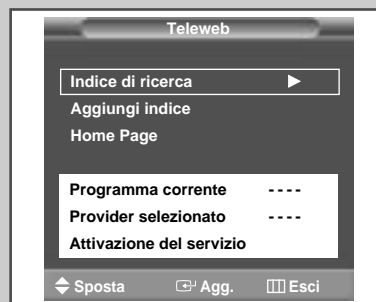 Teleweb
Indice di ricerca
Aggiungi indice
Home Page
Programma corrente ----
Provider selezionato ----
Attivazione del servizio
Sposta Agg. Esci